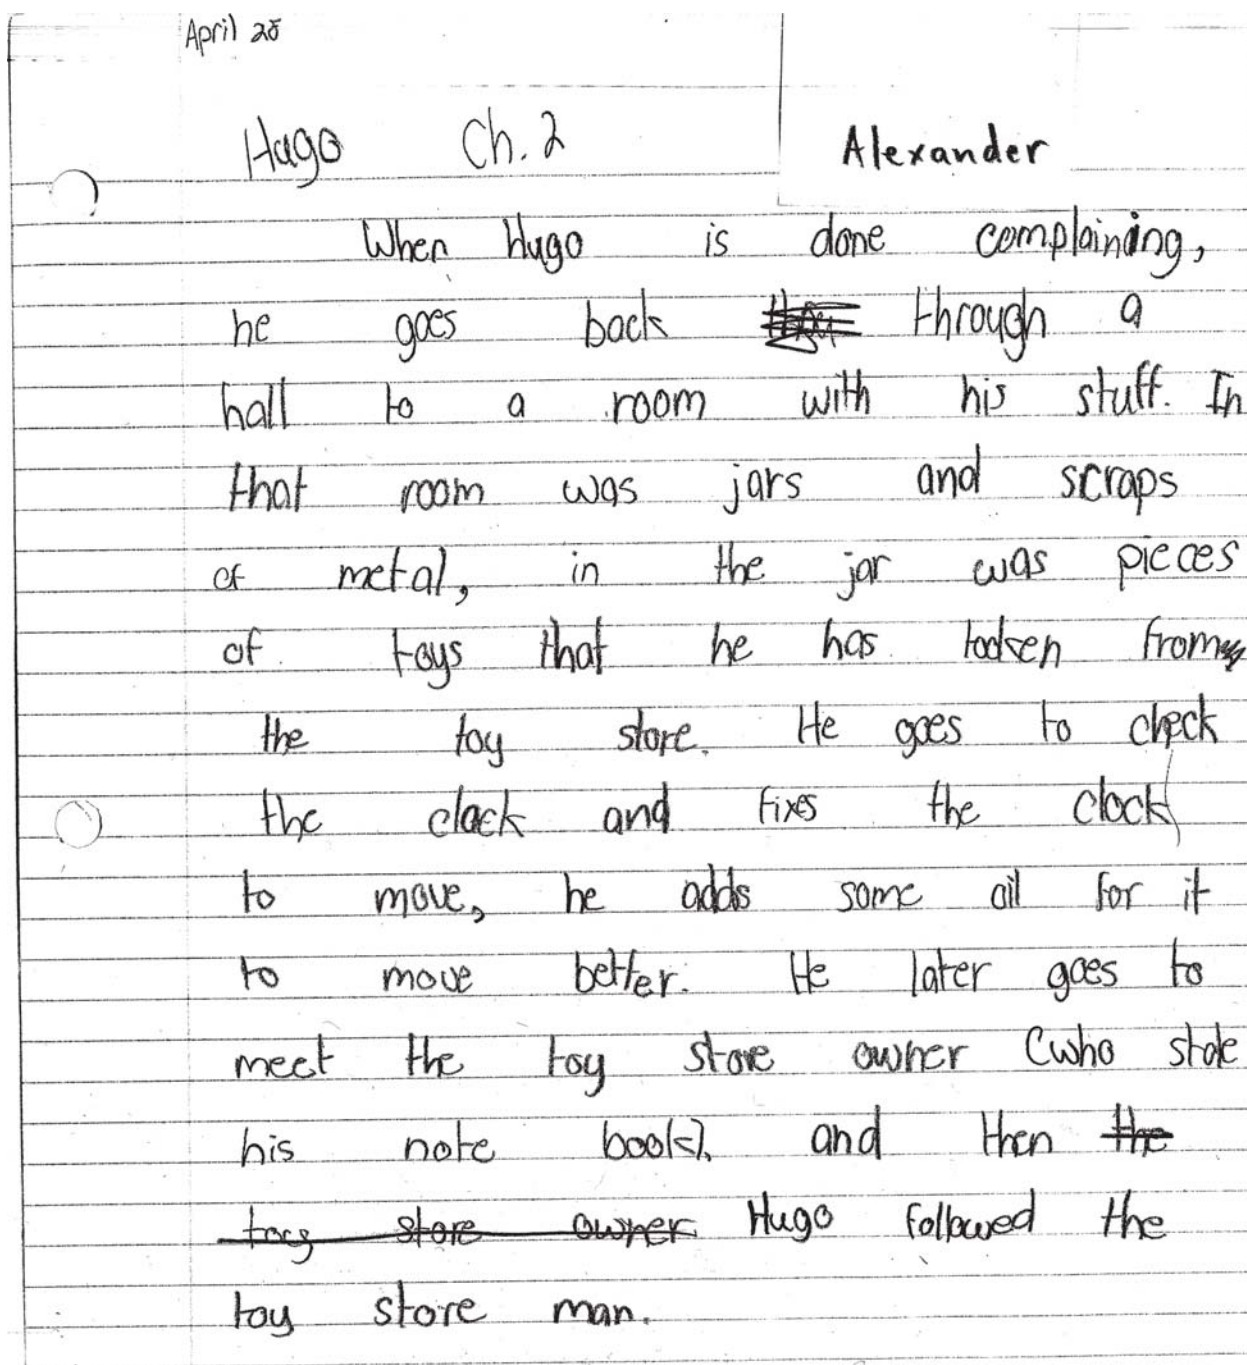 April 28
Hugo Ch. 2 Alexander
When Hugo is done complaining,
he goes back through a
hall to a room with his stuff. In
that room was jars and scraps
of metal, in the jar was pieces
of toys that he has tooken from
the toy store. He goes to check
the clock and fixes the clock
to move, he adds some oil for it
to move better. He later goes to
meet the toy store owner (who stole
his note book), and then the
toy store owner Hugo followed the
toy store man.